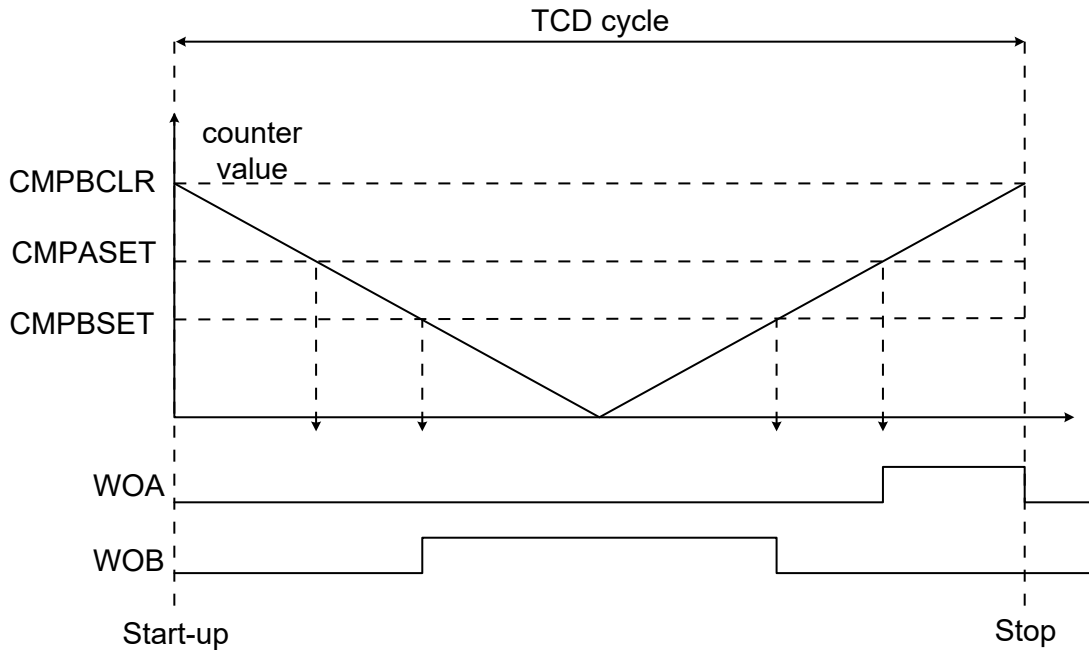 TCD cycle
counter
value
CMPBCLR
CMPASET
CMPBSET
WOA
WOB
Start-up
Stop